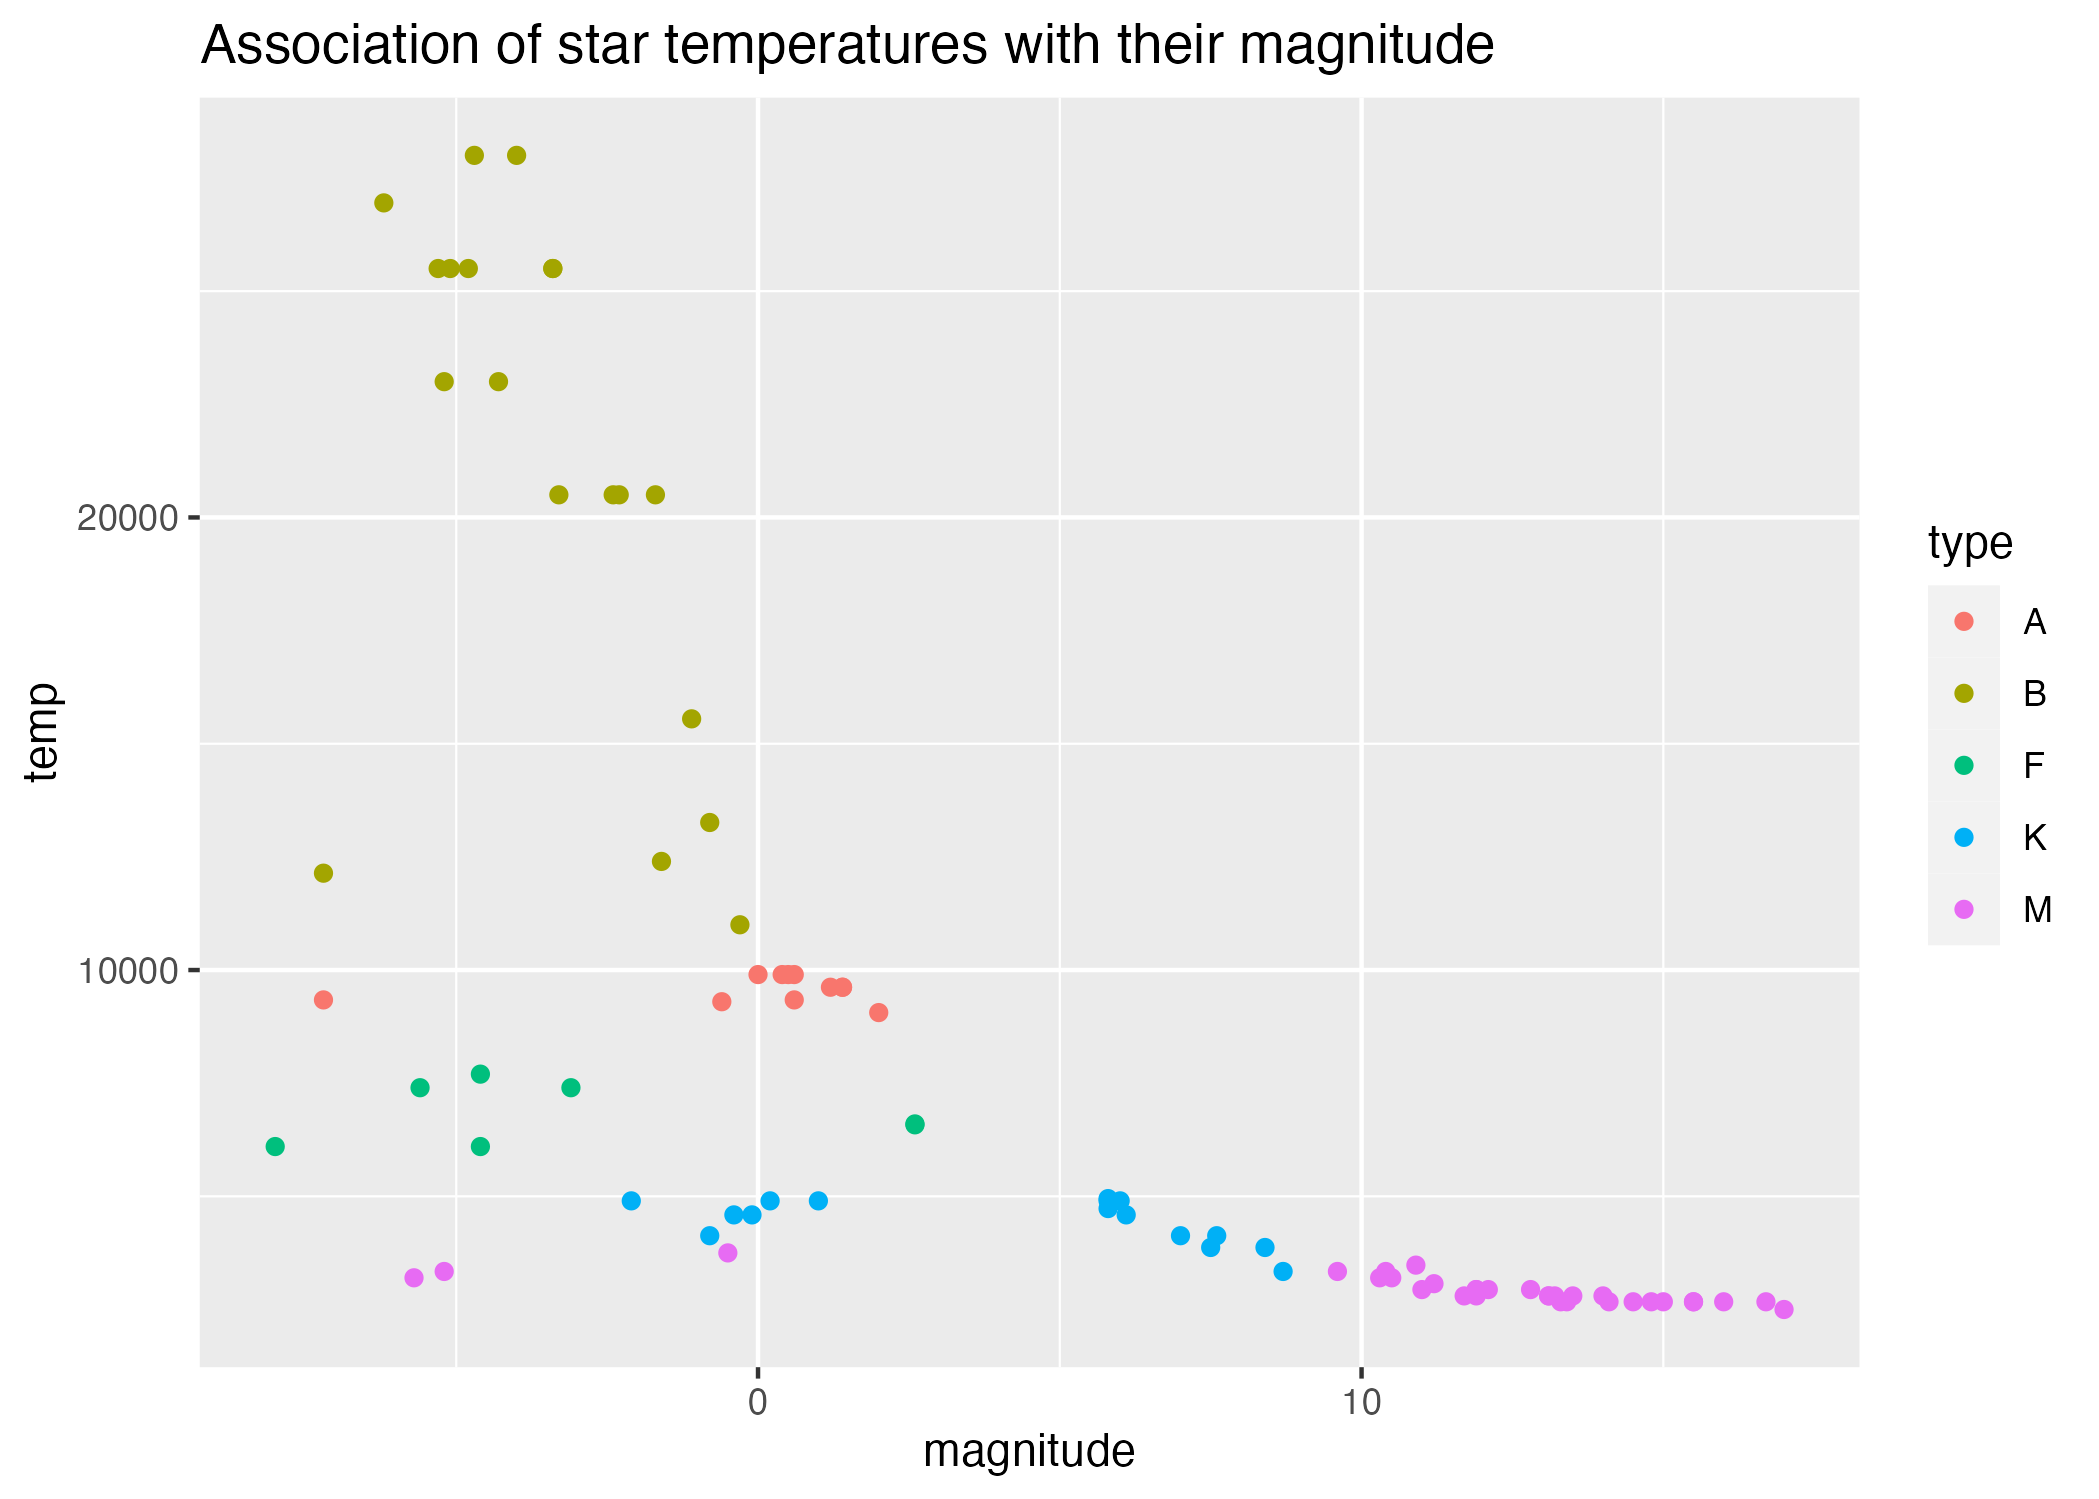 Association of star temperatures with their magnitude
temp
20000
10000
0
10
magnitude
type
A
B
F
K
M